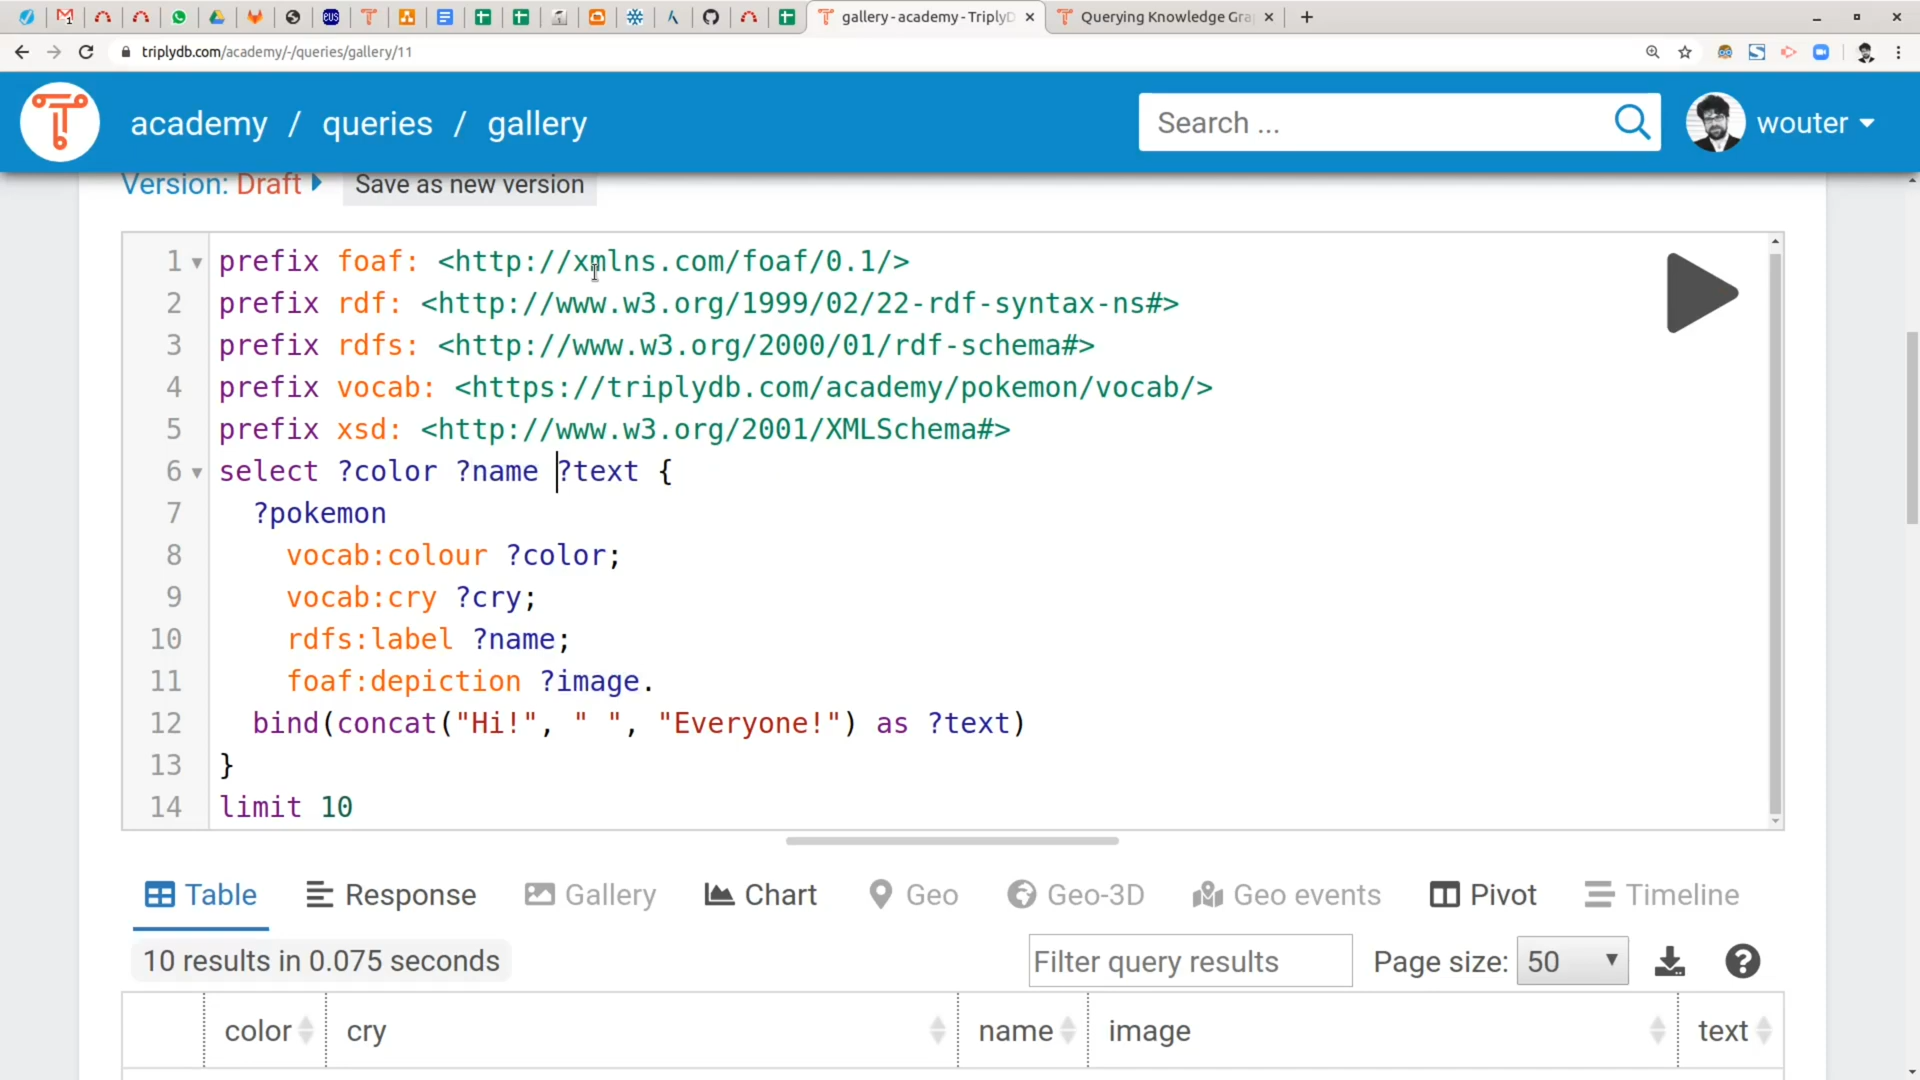 gallery - academy - TriplyD
Querying Knowledge Gra
triplydb.com/academy/-/queries/gallery/11
academy / queries / gallery
Search ...
wouter
Version: Draft
Save as new version
1 prefix foaf: <http://xmlns.com/foaf/0.1/>
2 prefix rdf: <http://www.w3.org/1999/02/22-rdf-syntax-ns#>
3 prefix rdfs: <http://www.w3.org/2000/01/rdf-schema#>
4 prefix vocab: <https://triplydb.com/academy/pokemon/vocab/>
5 prefix xsd: <http://www.w3.org/2001/XMLSchema#>
6 select ?color ?name ?text {
7 ?pokemon
8 vocab:colour ?color;
9 vocab:cry ?cry;
10 rdfs:label ?name;
11 foaf:depiction ?image.
12 bind(concat("Hi!", " ", "Everyone!") as ?text)
13 }
14 limit 10
Table Response Gallery Chart Geo Geo-3D Geo events Pivot Timeline
10 results in 0.075 seconds
Filter query results
Page size: 50
color cry name image text